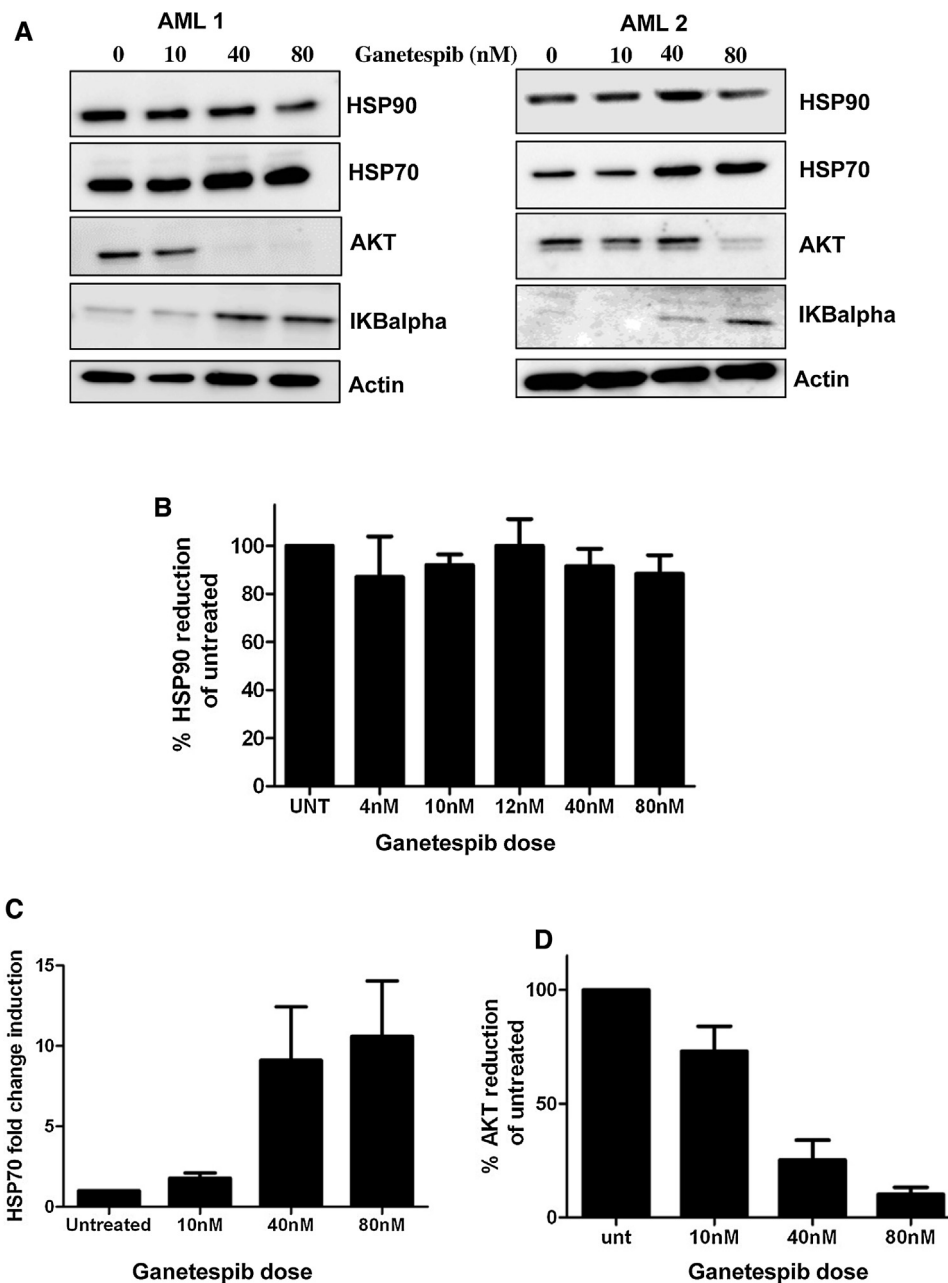 A
AML 1
AML 2
0 10 40 80 Ganetespib (nM) 0 10 40 80
HSP90
HSP90
HSP70
HSP70
AKT
AKT
IKBalpha
IKBalpha
Actin
Actin
B
% HSP90 reduction
of untreated
100
80
60
40
20
0
UNT 4nM 10nM 12nM 40nM 80nM
Ganetespib dose
C
HSP70 fold change induction
15
10
5
0
Untreated 10nM 40nM 80nM
Ganetespib dose
D
% AKT reduction
of untreated
100
50
0
unt 10nM 40nM 80nM
Ganetespib dose